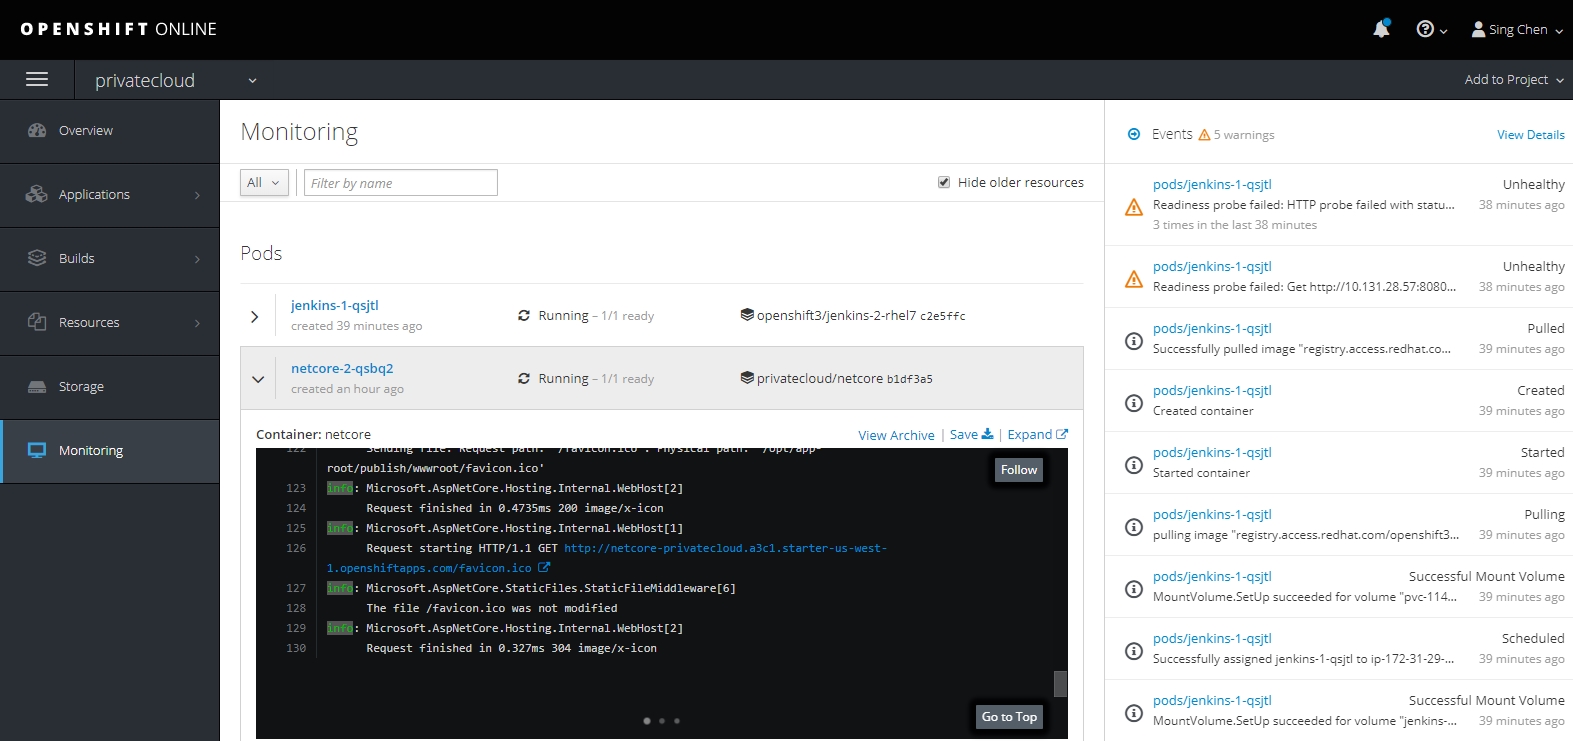 OPENSHIFT ONLINE
Sing Chen
privatecloud
Add to Project
Overview
Applications
Builds
Resources
Storage
Monitoring
Monitoring
All
Filter by name
Hide older resources
Pods
jenkins-1-qsjtl
created 39 minutes ago
Running – 1/1 ready
openshift3/jenkins-2-rhel7 c2e5ffc
netcore-2-qsbq2
created an hour ago
Running – 1/1 ready
privatecloud/netcore b1df3a5
Container: netcore
View Archive | Save | Expand
122 Sending file. Request path: '/favicon.ico'. Physical path: '/opt/app-
root/publish/wwwroot/favicon.ico'
Follow
123 info: Microsoft.AspNetCore.Hosting.Internal.WebHost[2]
124 Request finished in 0.4735ms 200 image/x-icon
125 info: Microsoft.AspNetCore.Hosting.Internal.WebHost[1]
126 Request starting HTTP/1.1 GET http://netcore-privatecloud.a3c1.starter-us-west-
1.openshiftapps.com/favicon.ico
127 info: Microsoft.AspNetCore.StaticFiles.StaticFileMiddleware[6]
128 The file /favicon.ico was not modified
129 info: Microsoft.AspNetCore.Hosting.Internal.WebHost[2]
130 Request finished in 0.327ms 304 image/x-icon
Go to Top
Events 5 warnings
View Details
pods/jenkins-1-qsjtl Unhealthy
Readiness probe failed: HTTP probe failed with statu... 38 minutes ago
3 times in the last 38 minutes
pods/jenkins-1-qsjtl Unhealthy
Readiness probe failed: Get http://10.131.28.57:8080... 38 minutes ago
pods/jenkins-1-qsjtl Pulled
Successfully pulled image "registry.access.redhat.co... 39 minutes ago
pods/jenkins-1-qsjtl Created
Created container 39 minutes ago
pods/jenkins-1-qsjtl Started
Started container 39 minutes ago
pods/jenkins-1-qsjtl Pulling
pulling image "registry.access.redhat.com/openshift3... 39 minutes ago
pods/jenkins-1-qsjtl Successful Mount Volume
MountVolume.SetUp succeeded for volume "pvc-114... 39 minutes ago
pods/jenkins-1-qsjtl Scheduled
Successfully assigned jenkins-1-qsjtl to ip-172-31-29-... 39 minutes ago
pods/jenkins-1-qsjtl Successful Mount Volume
MountVolume.SetUp succeeded for volume "jenkins-... 39 minutes ago